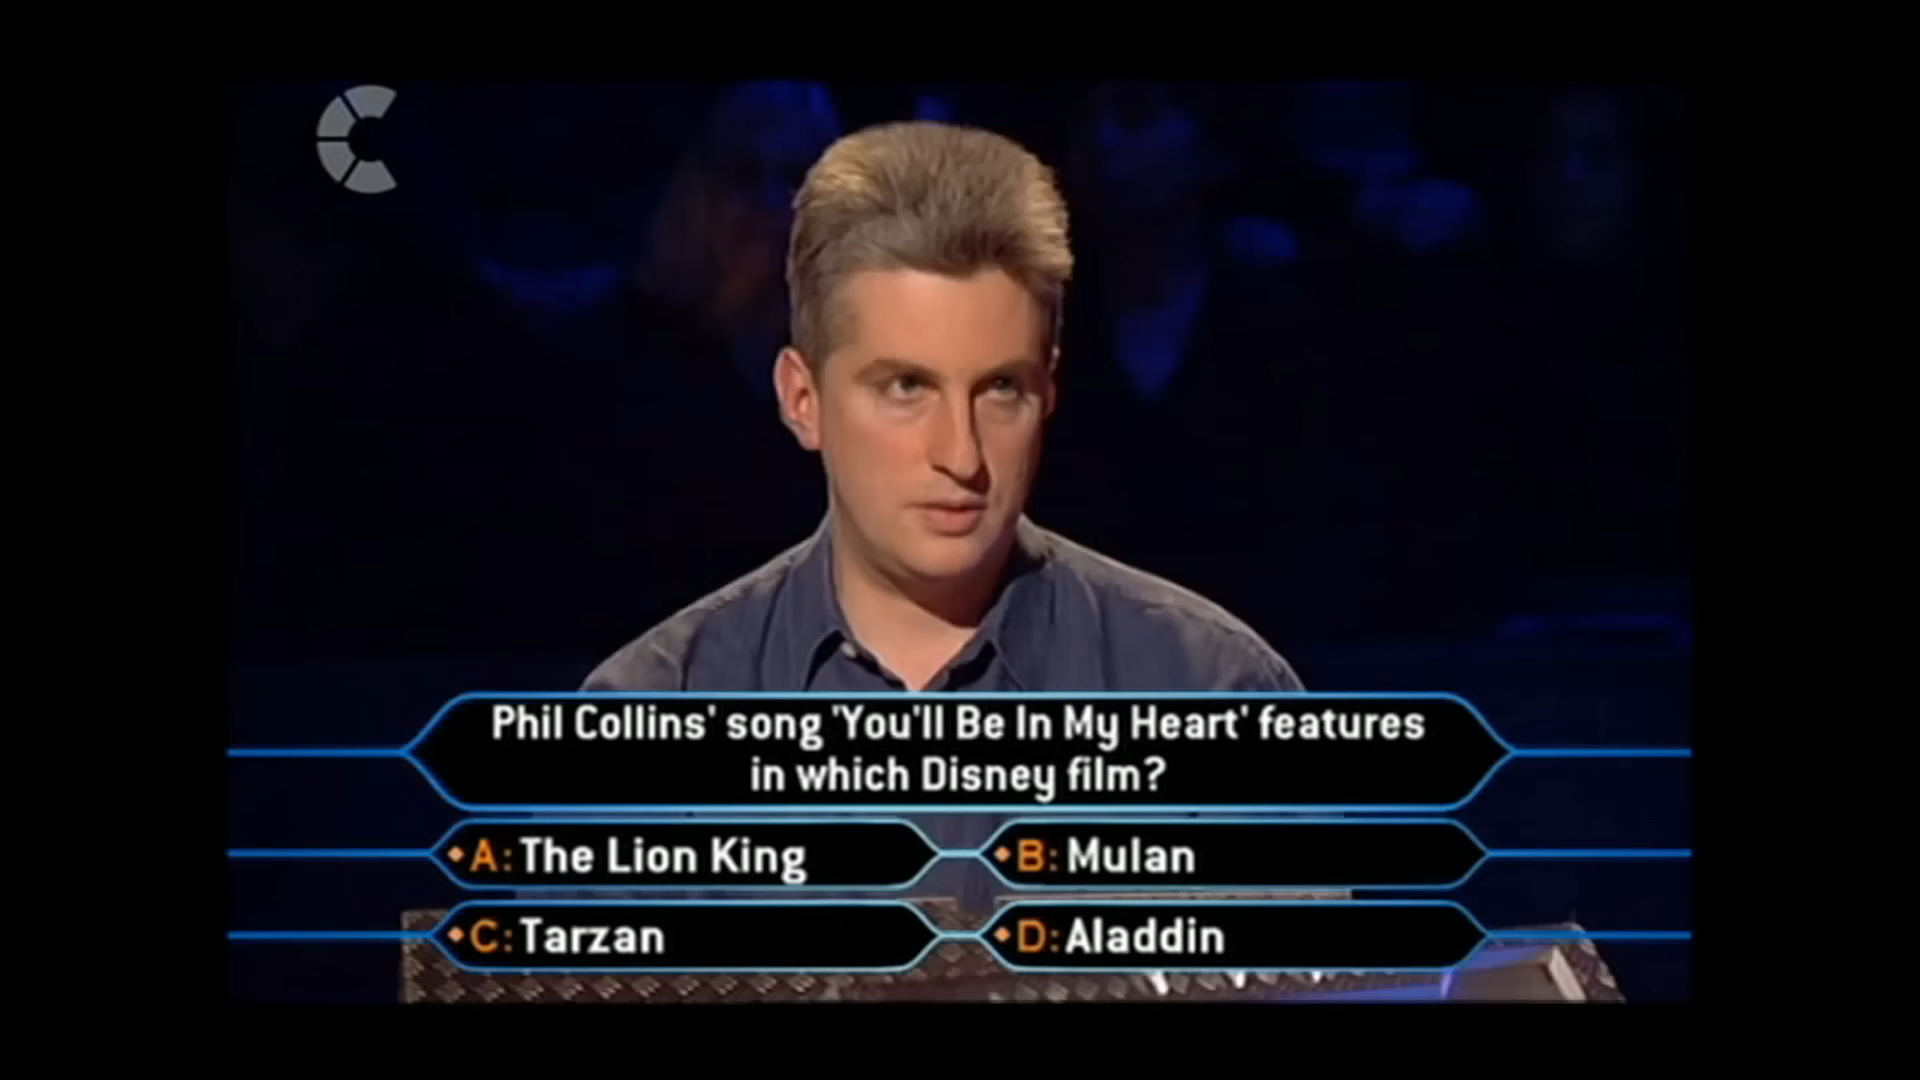 Phil Collins' song 'You'll Be In My Heart' features
in which Disney film?
A: The Lion King
B: Mulan
C: Tarzan
D: Aladdin